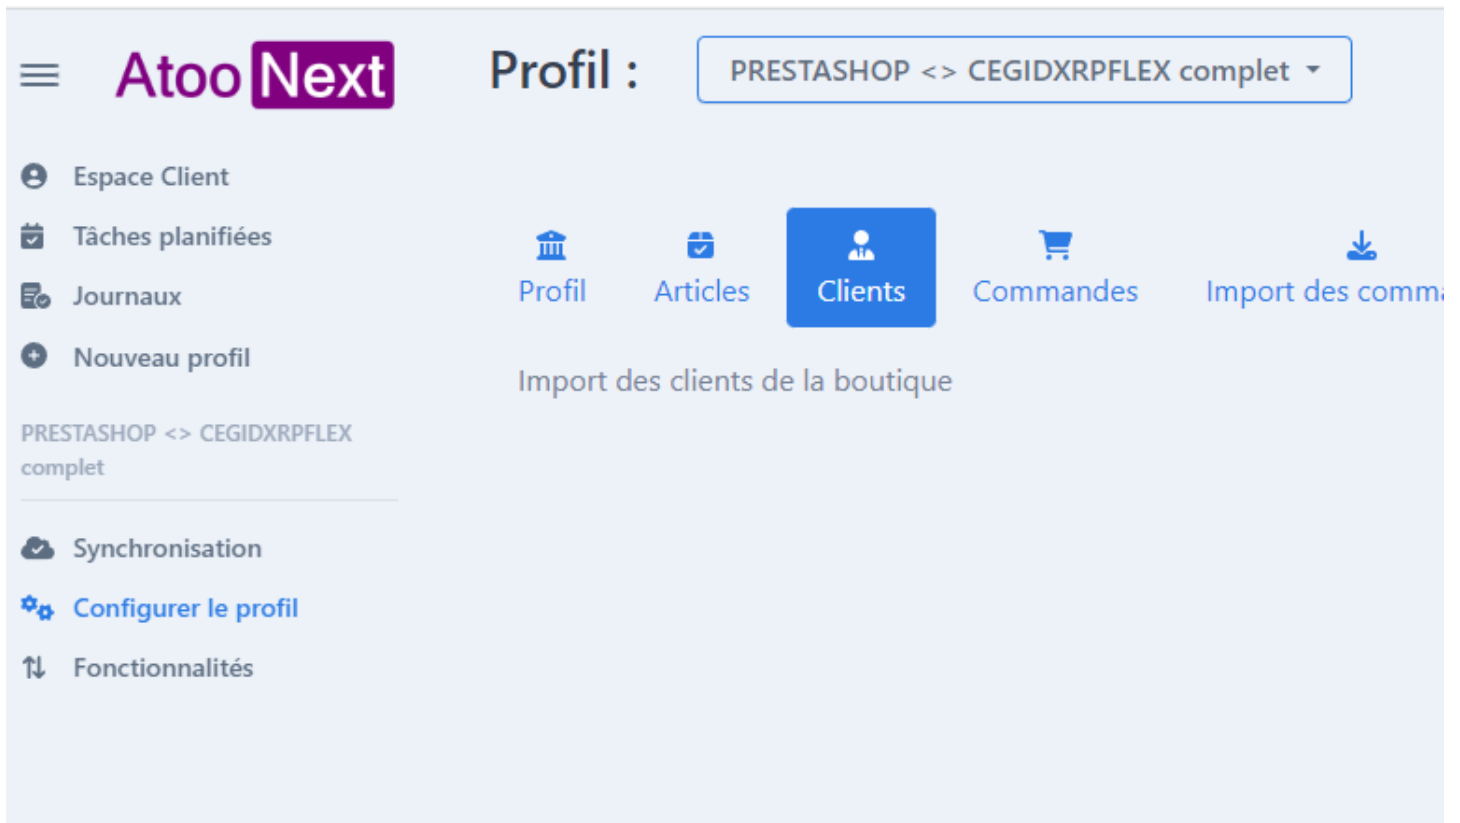 Atoo Next
Profil :
PRESTASHOP <> CEGIDXRPFLEX complet
Espace Client
Tâches planifiées
Journaux
Nouveau profil
PRESTASHOP <> CEGIDXRPFLEX
complet
Synchronisation
Configurer le profil
Fonctionnalités
Profil
Articles
Clients
Commandes
Import des comma
Import des clients de la boutique